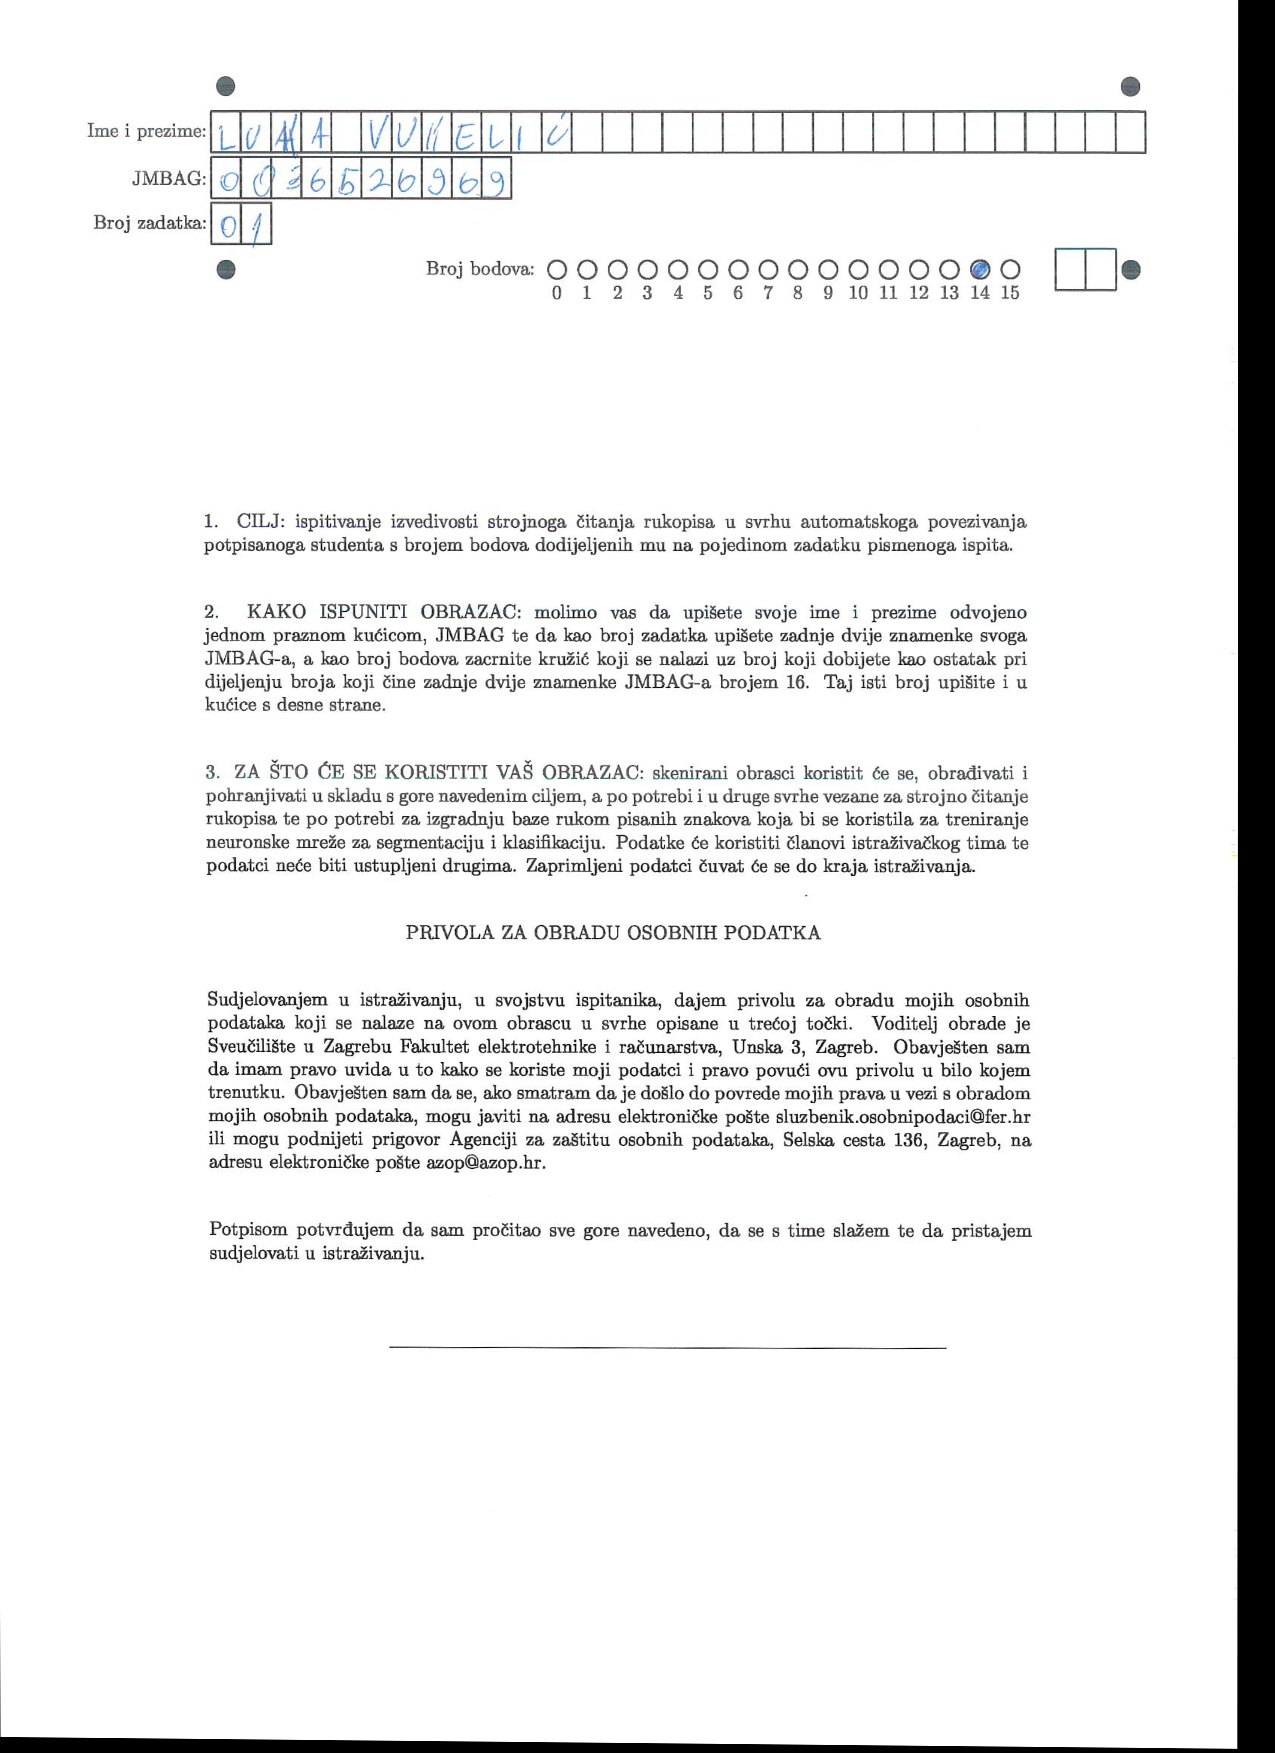 Ime i prezime: LUKA VUKELIĆ
JMBAG: 0036526969
Broj zadatka: 01
Broj bodova:
0 1 2 3 4 5 6 7 8 9 10 11 12 13 14 15
1. CILJ: ispitivanje izvedivosti strojnoga čitanja rukopisa u svrhu automatskoga povezivanja
potpisanoga studenta s brojem bodova dodijeljenih mu na pojedinom zadatku pismenoga ispita.
2. KAKO ISPUNITI OBRAZAC: molimo vas da upišete svoje ime i prezime odvojeno
jednom praznom kućicom, JMBAG te da kao broj zadatka upišete zadnje dvije znamenke svoga
JMBAG-a, a kao broj bodova zacrnite kružić koji se nalazi uz broj koji dobijete kao ostatak pri
dijeljenju broja koji čine zadnje dvije znamenke JMBAG-a brojem 16. Taj isti broj upišite i u
kućice s desne strane.
3. ZA ŠTO ĆE SE KORISTITI VAŠ OBRAZAC: skenirani obrasci koristit će se, obrađivati i
pohranjivati u skladu s gore navedenim ciljem, a po potrebi i u druge svrhe vezane za strojno čitanje
rukopisa te po potrebi za izgradnju baze rukom pisanih znakova koja bi se koristila za treniranje
neuronske mreže za segmentaciju i klasifikaciju. Podatke će koristiti članovi istraživačkog tima te
podatci neće biti ustupljeni drugima. Zaprimljeni podatci čuvat će se do kraja istraživanja.
PRIVOLA ZA OBRADU OSOBNIH PODATKA
Sudjelovanjem u istraživanju, u svojstvu ispitanika, dajem privolu za obradu mojih osobnih
podataka koji se nalaze na ovom obrascu u svrhe opisane u trećoj točki. Voditelj obrade je
Sveučilište u Zagrebu Fakultet elektrotehnike i računarstva, Unska 3, Zagreb. Obavješten sam
da imam pravo uvida u to kako se koriste moji podatci i pravo povući ovu privolu u bilo kojem
trenutku. Obavješten sam da se, ako smatram da je došlo do povrede mojih prava u vezi s obradom
mojih osobnih podataka, mogu javiti na adresu elektroničke pošte sluzbenik.osobnipodaci@fer.hr
ili mogu podnijeti prigovor Agenciji za zaštitu osobnih podataka, Selska cesta 136, Zagreb, na
adresu elektroničke pošte azop@azop.hr.
Potpisom potvrđujem da sam pročitao sve gore navedeno, da se s time slažem te da pristajem
sudjelovati u istraživanju.